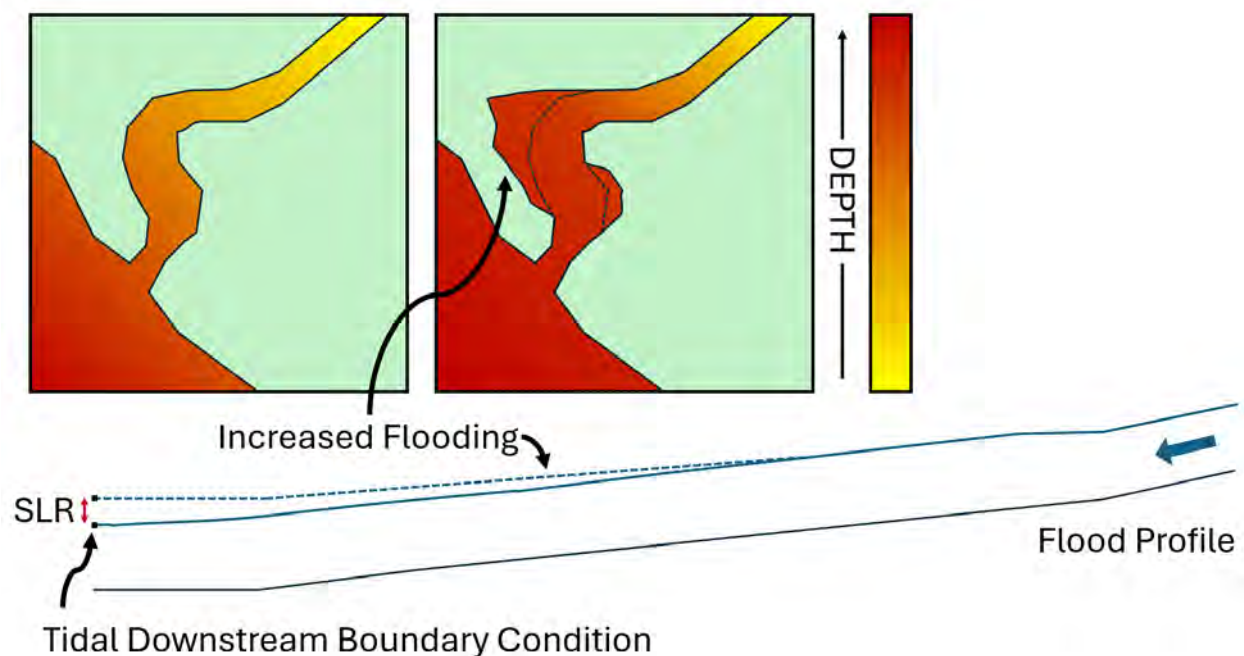 DEPTH
Increased Flooding
SLR
Flood Profile
Tidal Downstream Boundary Condition